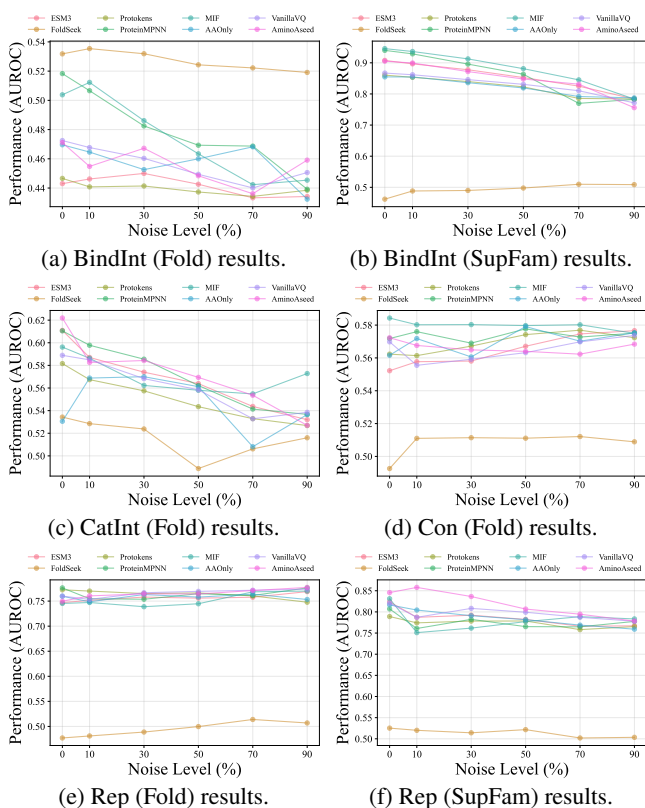 ESM3 Protokens MIF VanillaVQ
FoldSeek ProteinMPNN AAOnly AminoAseed
Performance (AUROC)
0.54
0.52
0.50
0.48
0.46
0.44
0 10 30 50 70 90
Noise Level (%)
(a) BindInt (Fold) results.
ESM3 Protokens MIF VanillaVQ
FoldSeek ProteinMPNN AAOnly AminoAseed
Performance (AUROC)
0.9
0.8
0.7
0.6
0.5
0 10 30 50 70 90
Noise Level (%)
(b) BindInt (SupFam) results.
ESM3 Protokens MIF VanillaVQ
FoldSeek ProteinMPNN AAOnly AminoAseed
Performance (AUROC)
0.62
0.60
0.58
0.56
0.54
0.52
0.50
0 10 30 50 70 90
Noise Level (%)
(c) CatInt (Fold) results.
ESM3 Protokens MIF VanillaVQ
FoldSeek ProteinMPNN AAOnly AminoAseed
Performance (AUROC)
0.58
0.56
0.54
0.52
0.50
0 10 30 50 70 90
Noise Level (%)
(d) Con (Fold) results.
ESM3 Protokens MIF VanillaVQ
FoldSeek ProteinMPNN AAOnly AminoAseed
Performance (AUROC)
0.75
0.70
0.65
0.60
0.55
0.50
0 10 30 50 70 90
Noise Level (%)
(e) Rep (Fold) results.
ESM3 Protokens MIF VanillaVQ
FoldSeek ProteinMPNN AAOnly AminoAseed
Performance (AUROC)
0.85
0.80
0.75
0.70
0.65
0.60
0.55
0.50
0 10 30 50 70 90
Noise Level (%)
(f) Rep (SupFam) results.